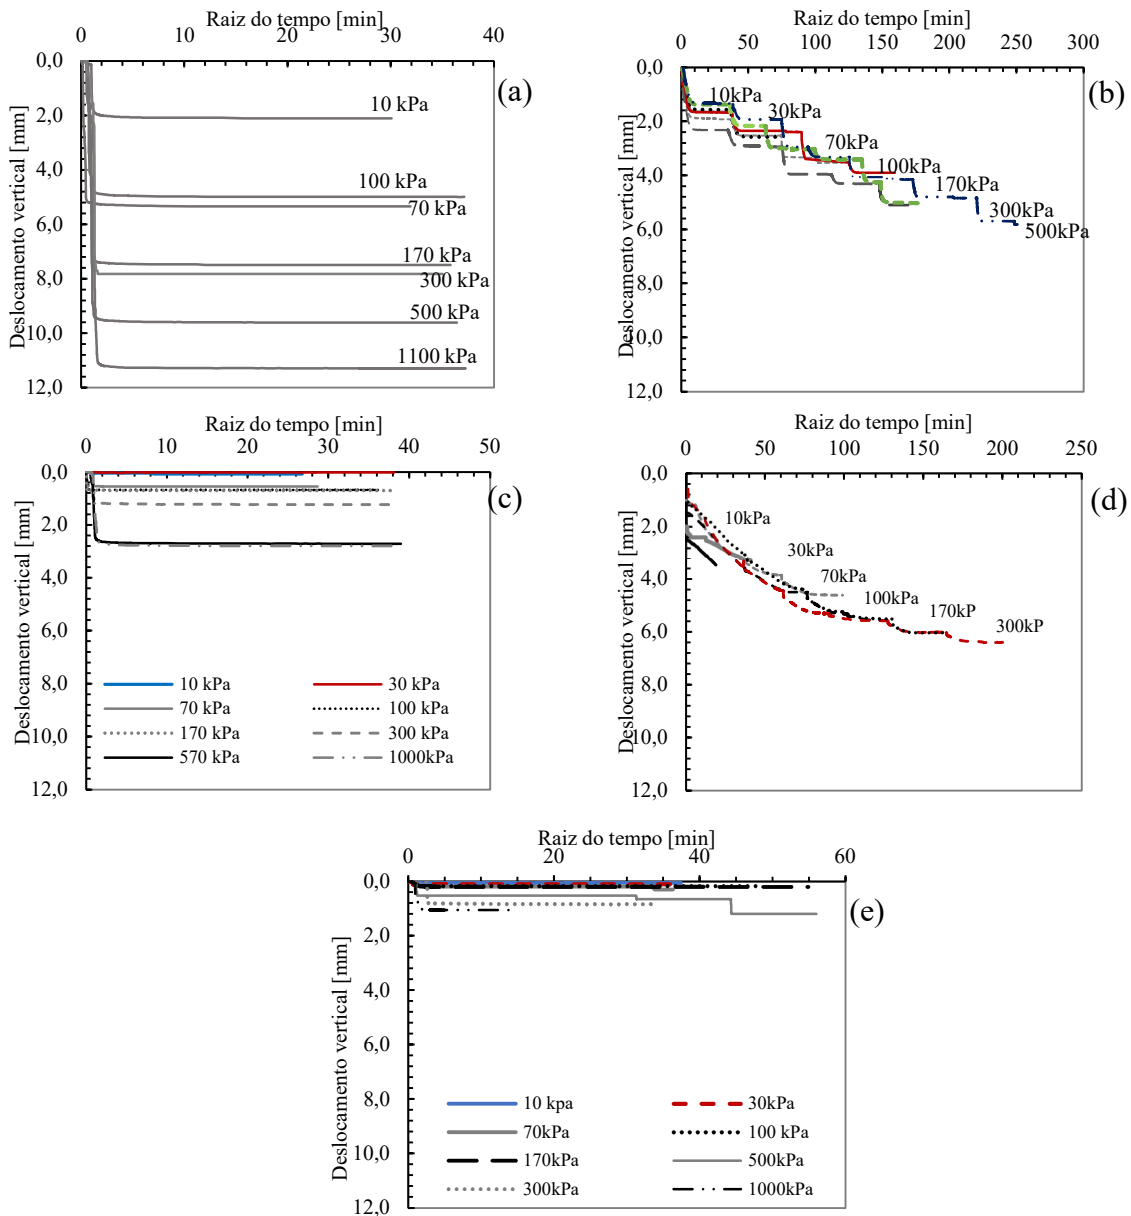 Raiz do tempo [min]
0 10 20 30 40
0,0
2,0
4,0
6,0
8,0
10,0
12,0
Deslocamento vertical [mm]
(a)
10 kPa
100 kPa
70 kPa
170 kPa
300 kPa
500 kPa
1100 kPa
Raiz do tempo [min]
0 50 100 150 200 250 300
0,0
2,0
4,0
6,0
8,0
10,0
12,0
Deslocamento vertical [mm]
(b)
10kPa
30kPa
70kPa
100kPa
170kPa
300kPa
500kPa
Raiz do tempo [min]
0 10 20 30 40 50
0,0
2,0
4,0
6,0
8,0
10,0
12,0
Deslocamento vertical [mm]
(c)
10 kPa 30 kPa
70 kPa 100 kPa
170 kPa 300 kPa
570 kPa 1000kPa
Raiz do tempo [min]
0 50 100 150 200 250
0,0
2,0
4,0
6,0
8,0
10,0
12,0
Deslocamento vertical [mm]
(d)
10kPa
30kPa
70kPa
100kPa
170kP
300kP
Raiz do tempo [min]
0 20 40 60
0,0
2,0
4,0
6,0
8,0
10,0
12,0
Deslocamento vertical [mm]
(e)
10 kpa 30kPa
70kPa 100 kPa
170kPa 500kPa
300kPa 1000kPa